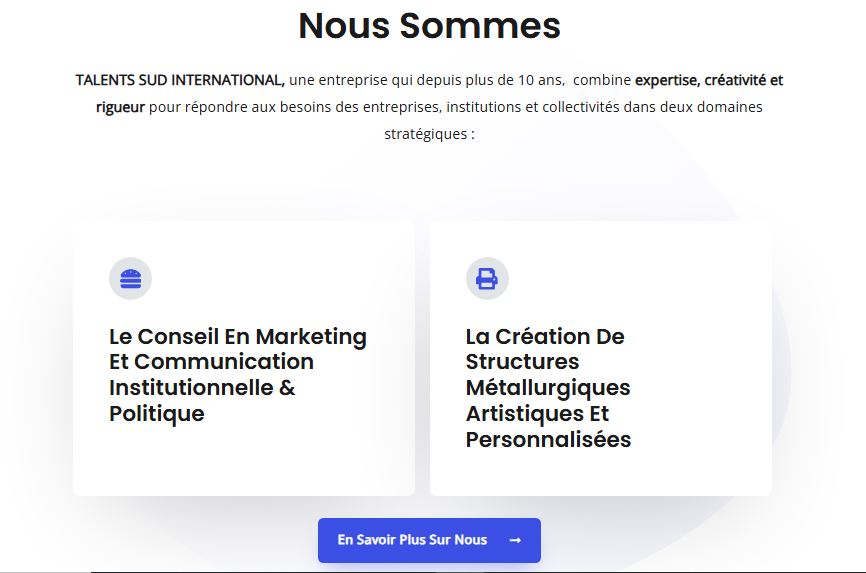 Nous Sommes
TALENTS SUD INTERNATIONAL, une entreprise qui depuis plus de 10 ans, combine expertise, créativité et
rigueur pour répondre aux besoins des entreprises, institutions et collectivités dans deux domaines
stratégiques :
Le Conseil En Marketing
Et Communication
Institutionnelle &
Politique
La Création De
Structures
Métallurgiques
Artistiques Et
Personnalisées
En Savoir Plus Sur Nous →